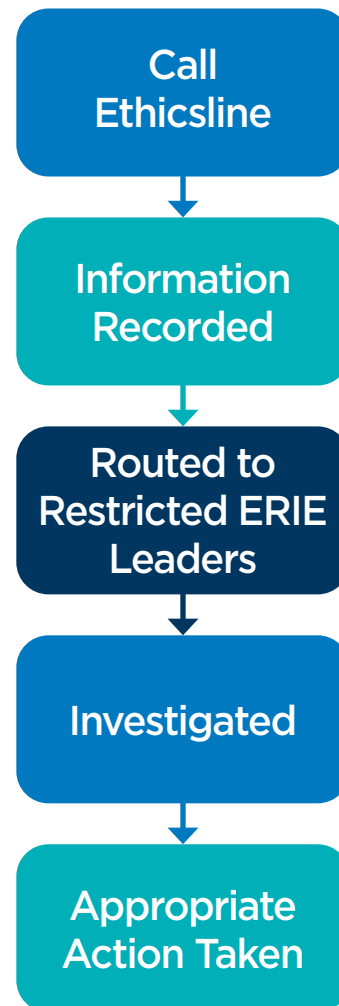 Call
Ethicsline
Information
Recorded
Routed to
Restricted ERIE
Leaders
Investigated
Appropriate
Action Taken